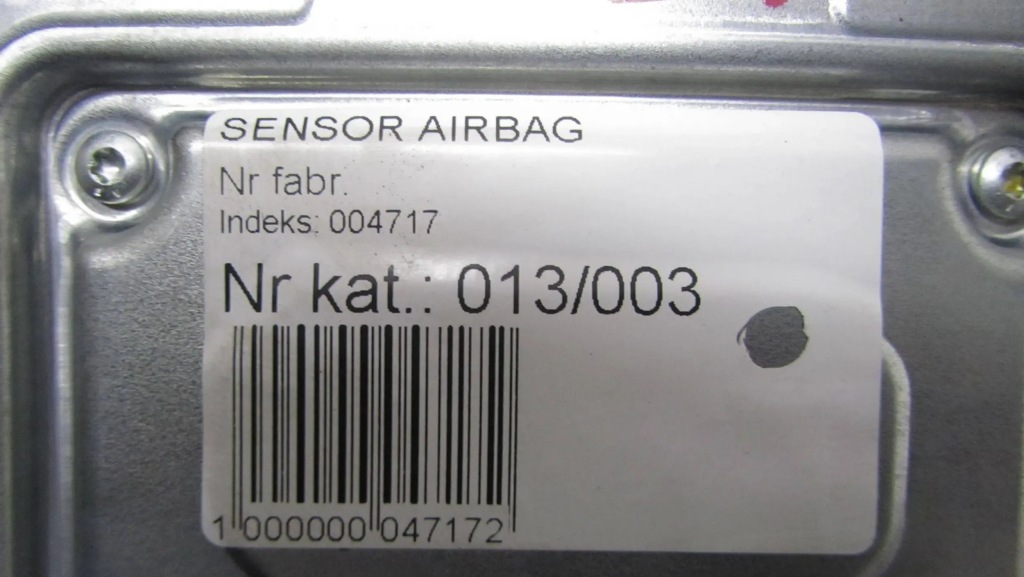 SENSOR AIRBAG
Nr fabr.
Indeks: 004717
Nr kat.: 013/003
1 000000 047172